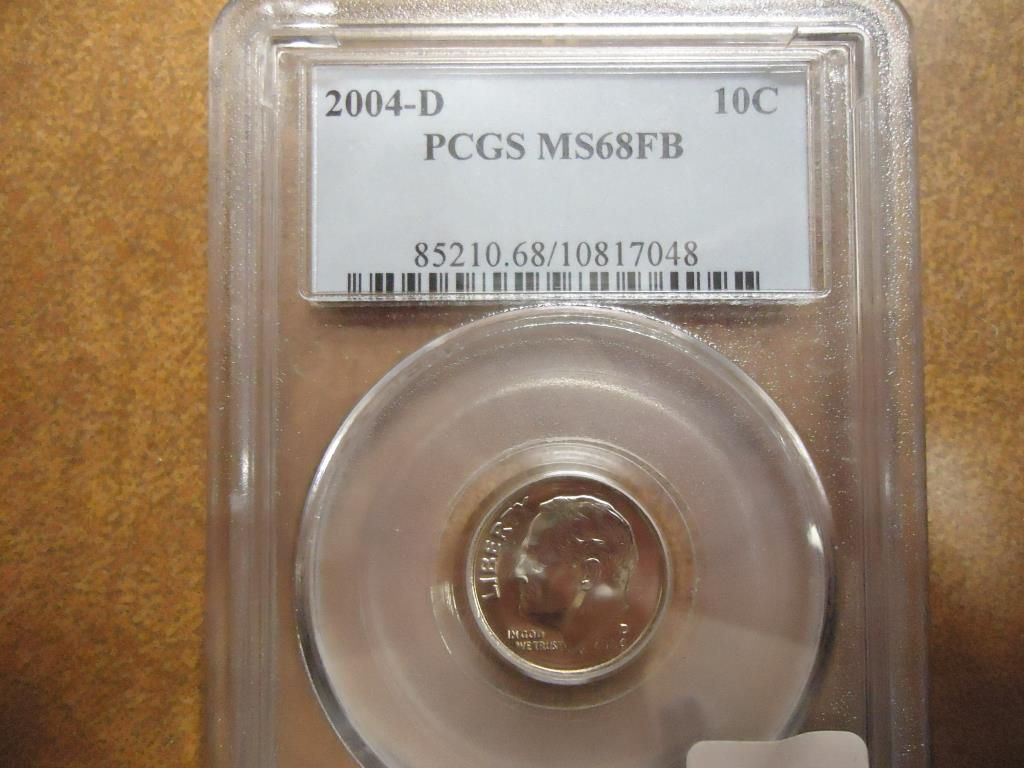 2004-D 10C
PCGS MS68FB
85210.68/10817048
LIBERTY
IN GOD
WE TRUST
D